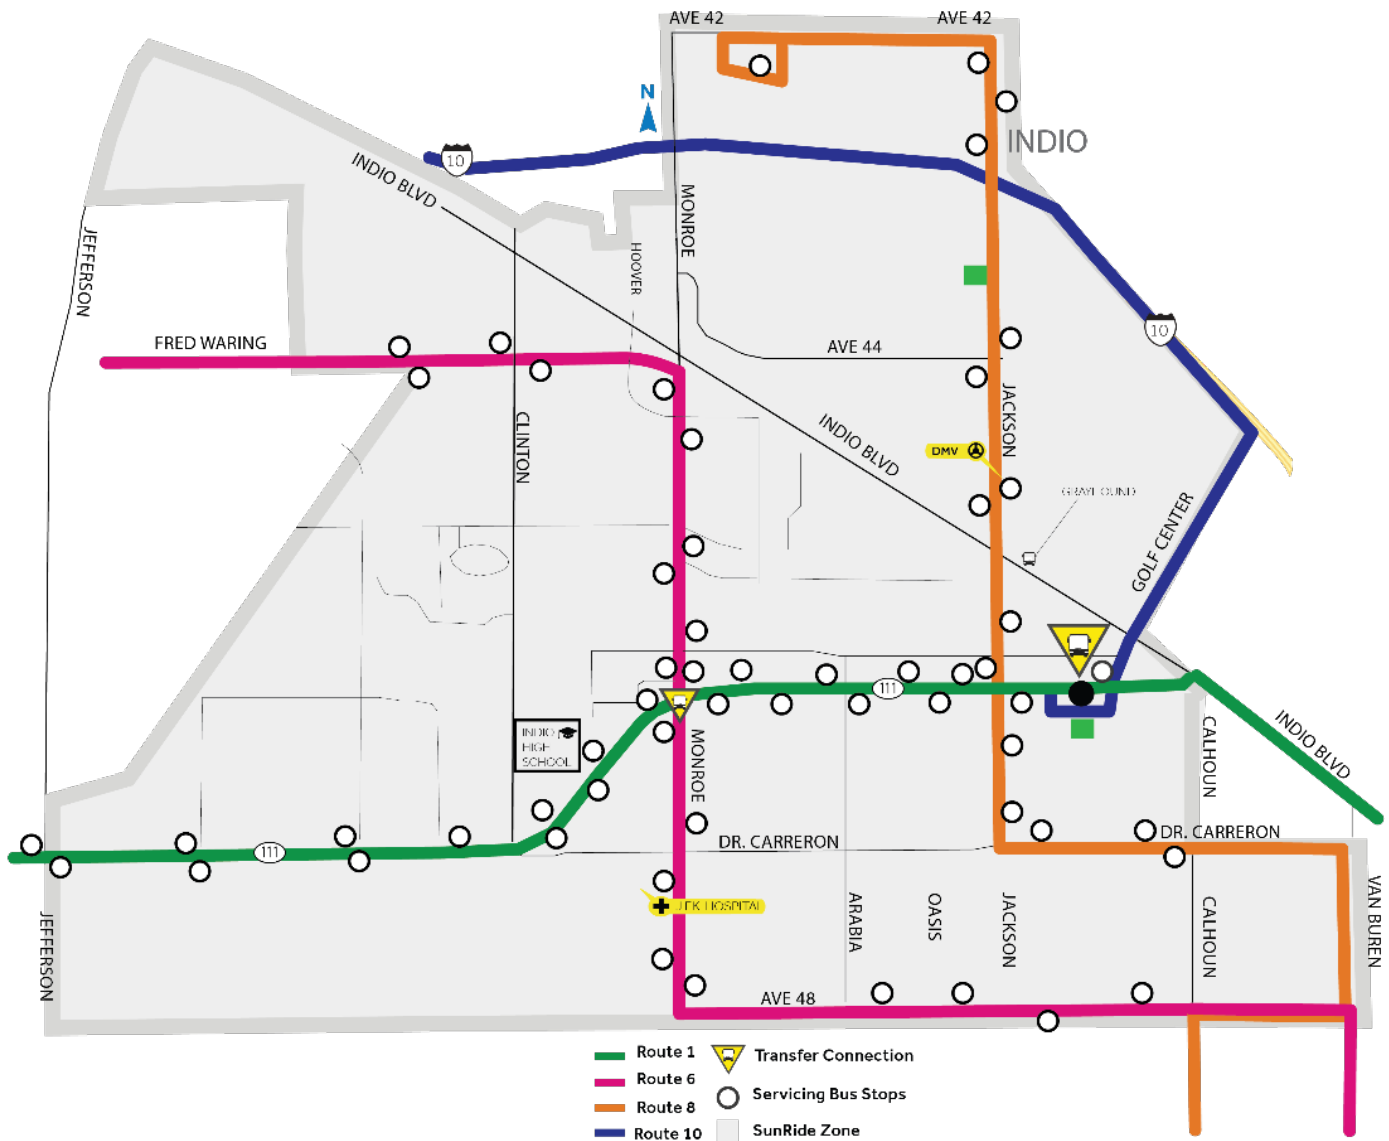 AVE 42
AVE 42
N
INDIO
10
INDIO BLVD
MONROE
JEFFERSON
HOOVER
10
FRED WARING
AVE 44
JACKSON
CLINTON
INDIO BLVD
DMV
GRAYHOUND
GOLF CENTER
111
INDIO
HIGH
SCHOOL
MONROE
CALHOUN
INDIO BLVD
111
DR. CARRERON
DR. CARRERON
JEFFERSON
JFK HOSPITAL
ARABIA
OASIS
JACKSON
CALHOUN
VAN BUREN
AVE 48
Route 1
Transfer Connection
Route 6
Servicing Bus Stops
Route 8
Route 10
SunRide Zone